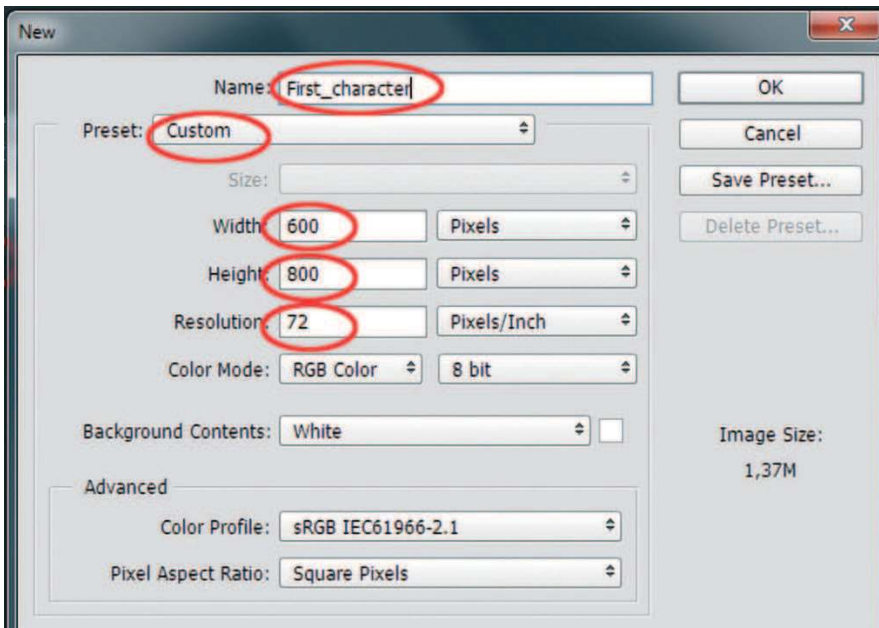 New
Name: First_character
OK
Preset: Custom
Cancel
Size:
Save Preset...
Width: 600 Pixels
Delete Preset...
Height: 800 Pixels
Resolution: 72 Pixels/Inch
Color Mode: RGB Color 8 bit
Background Contents: White
Image Size:
1,37M
Advanced
Color Profile: sRGB IEC61966-2.1
Pixel Aspect Ratio: Square Pixels